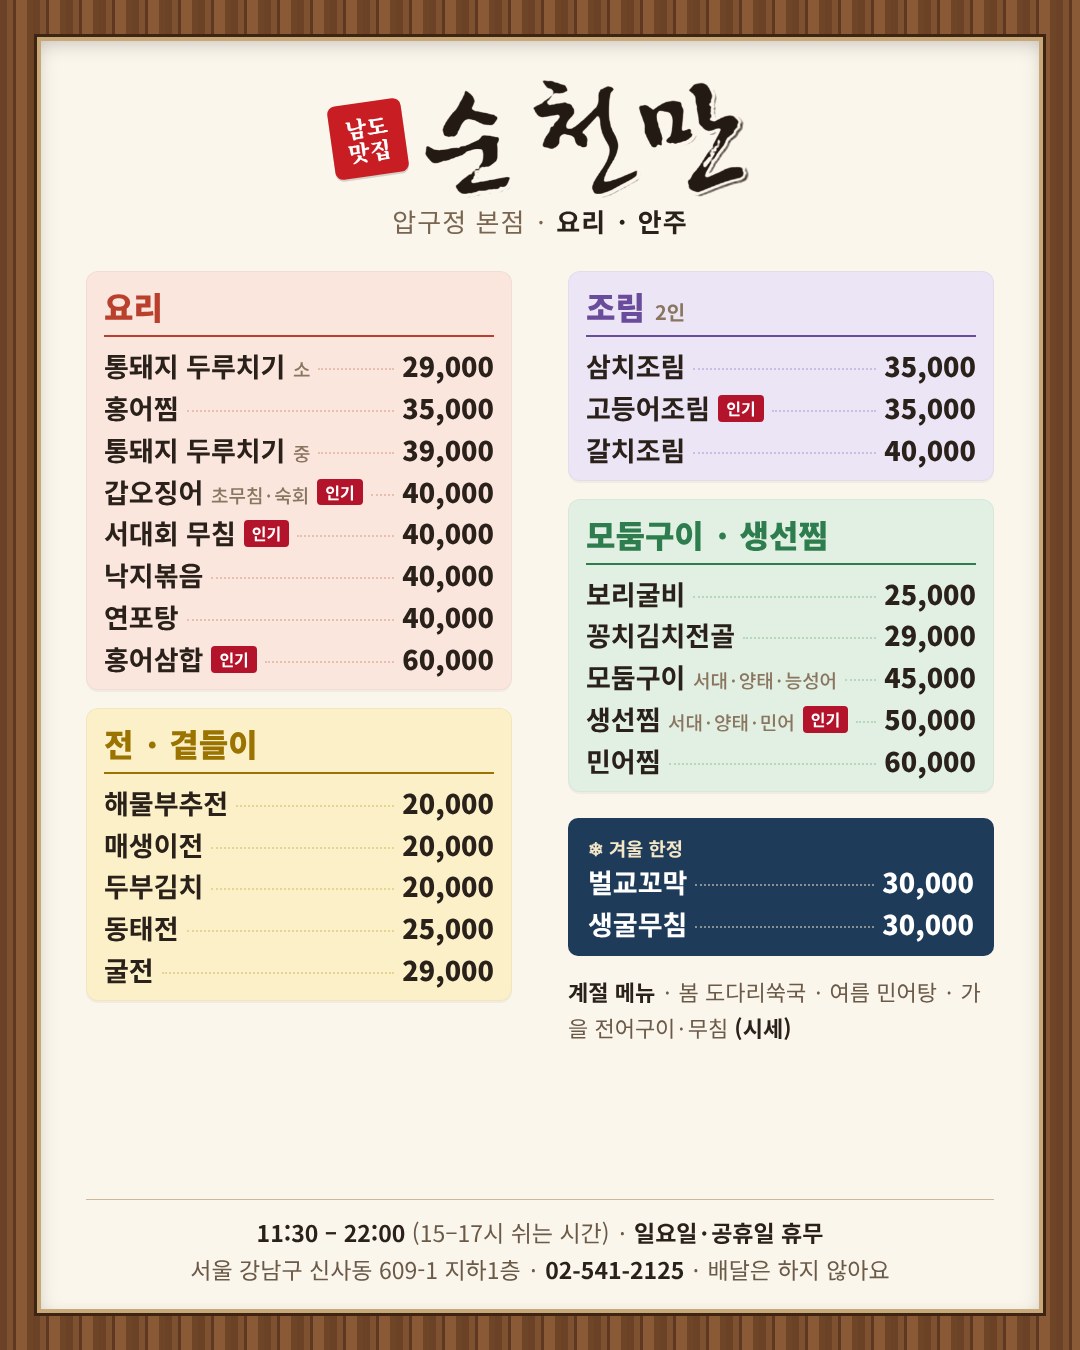 남도
맛집
순천만
압구정 본점 · 요리 · 안주
요리
통돼지 두루치기 소 29,000
홍어찜 35,000
통돼지 두루치기 중 39,000
갑오징어 초무침·숙회 인기 40,000
서대회 무침 인기 40,000
낙지볶음 40,000
연포탕 40,000
홍어삼합 인기 60,000
전 · 곁들이
해물부추전 20,000
매생이전 20,000
두부김치 20,000
동태전 25,000
굴전 29,000
조림 2인
삼치조림 35,000
고등어조림 인기 35,000
갈치조림 40,000
모둠구이 · 생선찜
보리굴비 25,000
꽁치김치전골 29,000
모둠구이 서대·양태·능성어 45,000
생선찜 서대·양태·민어 인기 50,000
민어찜 60,000
❄ 겨울 한정
벌교꼬막 30,000
생굴무침 30,000
계절 메뉴 · 봄 도다리쑥국 · 여름 민어탕 · 가
을 전어구이·무침 (시세)
11:30 – 22:00 (15–17시 쉬는 시간) · 일요일·공휴일 휴무
서울 강남구 신사동 609-1 지하1층 · 02-541-2125 · 배달은 하지 않아요